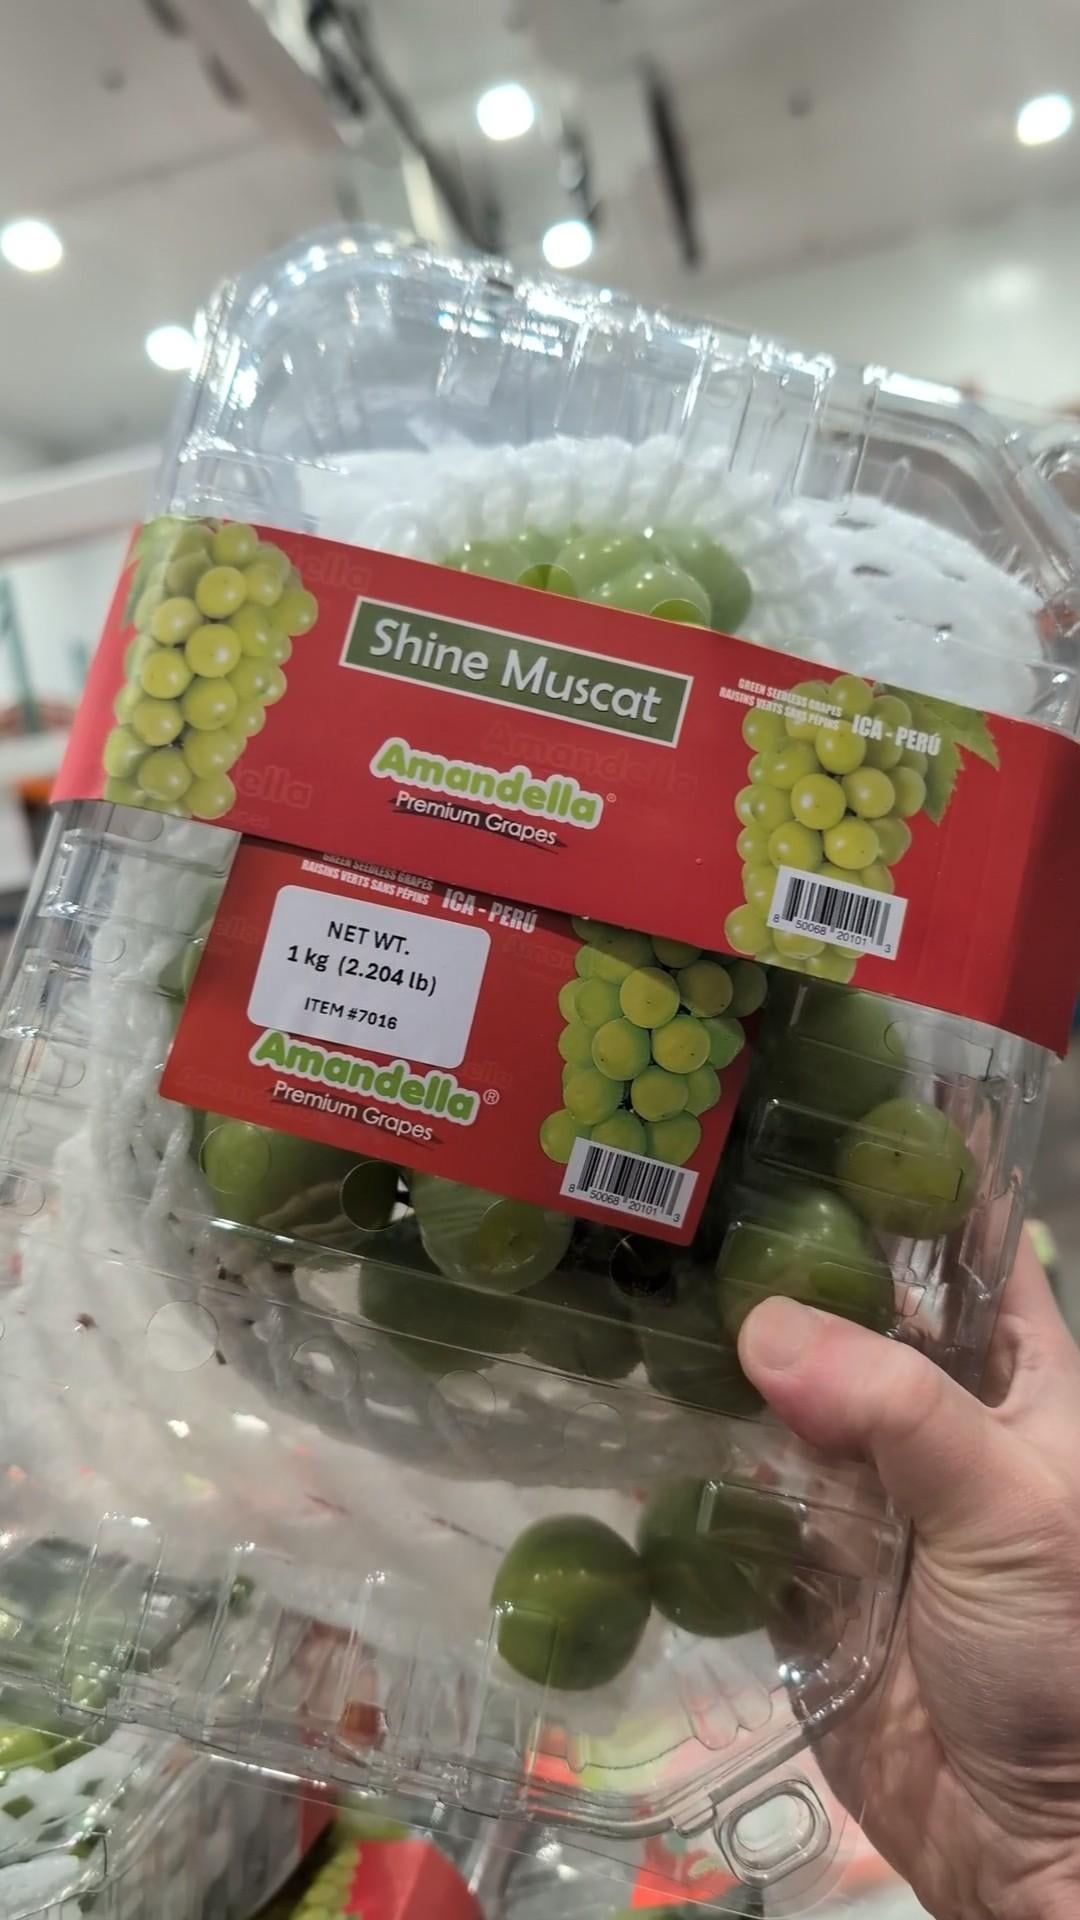 Shine Muscat
Amandella®
Premium Grapes
GREEN SEEDLESS GRAPES
RAISINS VERTS SANS PÉPINS
ICA - PERÚ
8 50068 20101 3
GREEN SEEDLESS GRAPES
RAISINS VERTS SANS PÉPINS
ICA - PERÚ
NET WT.
1 kg (2.204 lb)
ITEM #7016
Amandella®
Premium Grapes
8 50068 20101 3